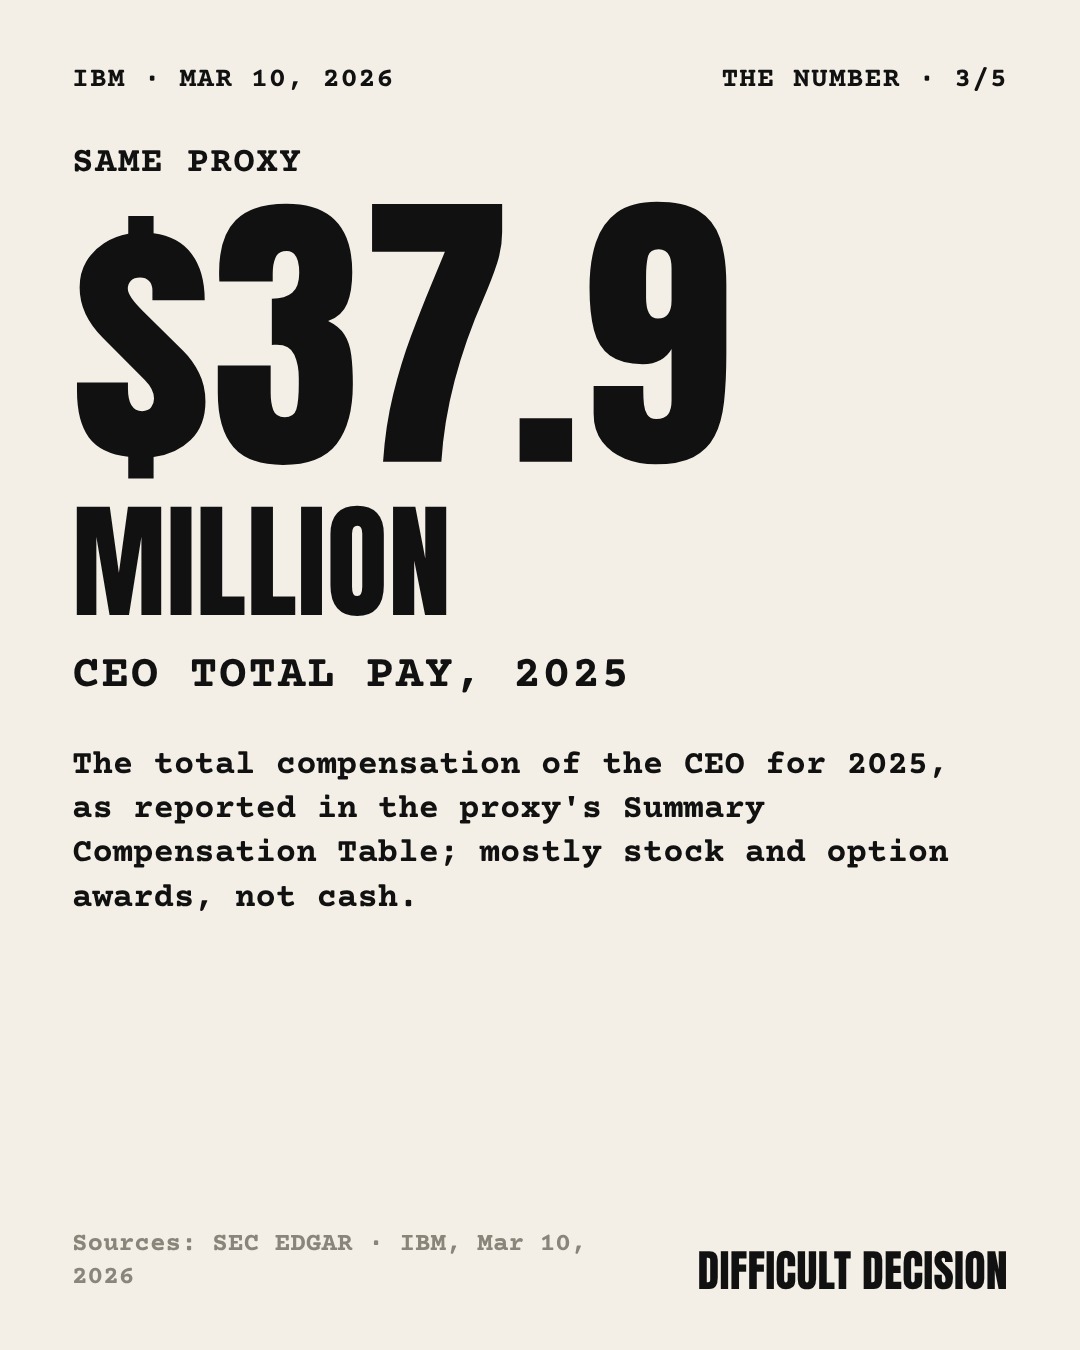 IBM · MAR 10, 2026
THE NUMBER · 3/5
SAME PROXY
$37.9
MILLION
CEO TOTAL PAY, 2025
The total compensation of the CEO for 2025,
as reported in the proxy's Summary
Compensation Table; mostly stock and option
awards, not cash.
Sources: SEC EDGAR · IBM, Mar 10,
2026
DIFFICULT DECISION